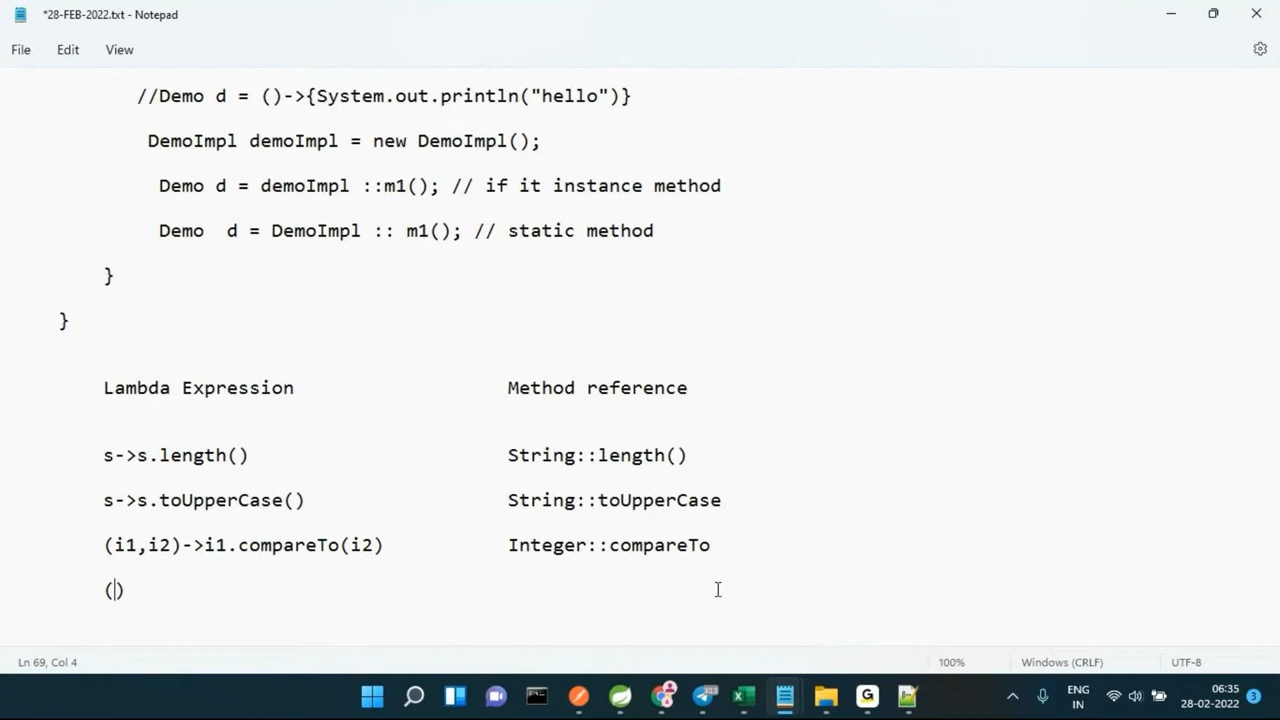 *28-FEB-2022.txt - Notepad
File Edit View
//Demo d = ()->{System.out.println("hello")}
DemoImpl demoImpl = new DemoImpl();
Demo d = demoImpl ::m1(); // if it instance method
Demo  d = DemoImpl :: m1(); // static method
}
}
Lambda Expression Method reference
s->s.length() String::length()
s->s.toUpperCase() String::toUpperCase
(i1,i2)->i1.compareTo(i2) Integer::compareTo
()
Ln 69, Col 4 100% Windows (CRLF) UTF-8
303 G ENG IN 06:35 28-02-2022 3